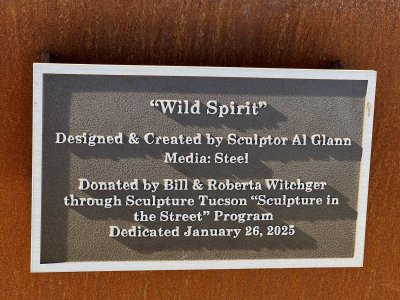 “Wild Spirit”
Designed & Created by Sculptor Al Glann
Media: Steel
Donated by Bill & Roberta Witchger
through Sculpture Tucson “Sculpture in
the Street” Program
Dedicated January 26, 2025